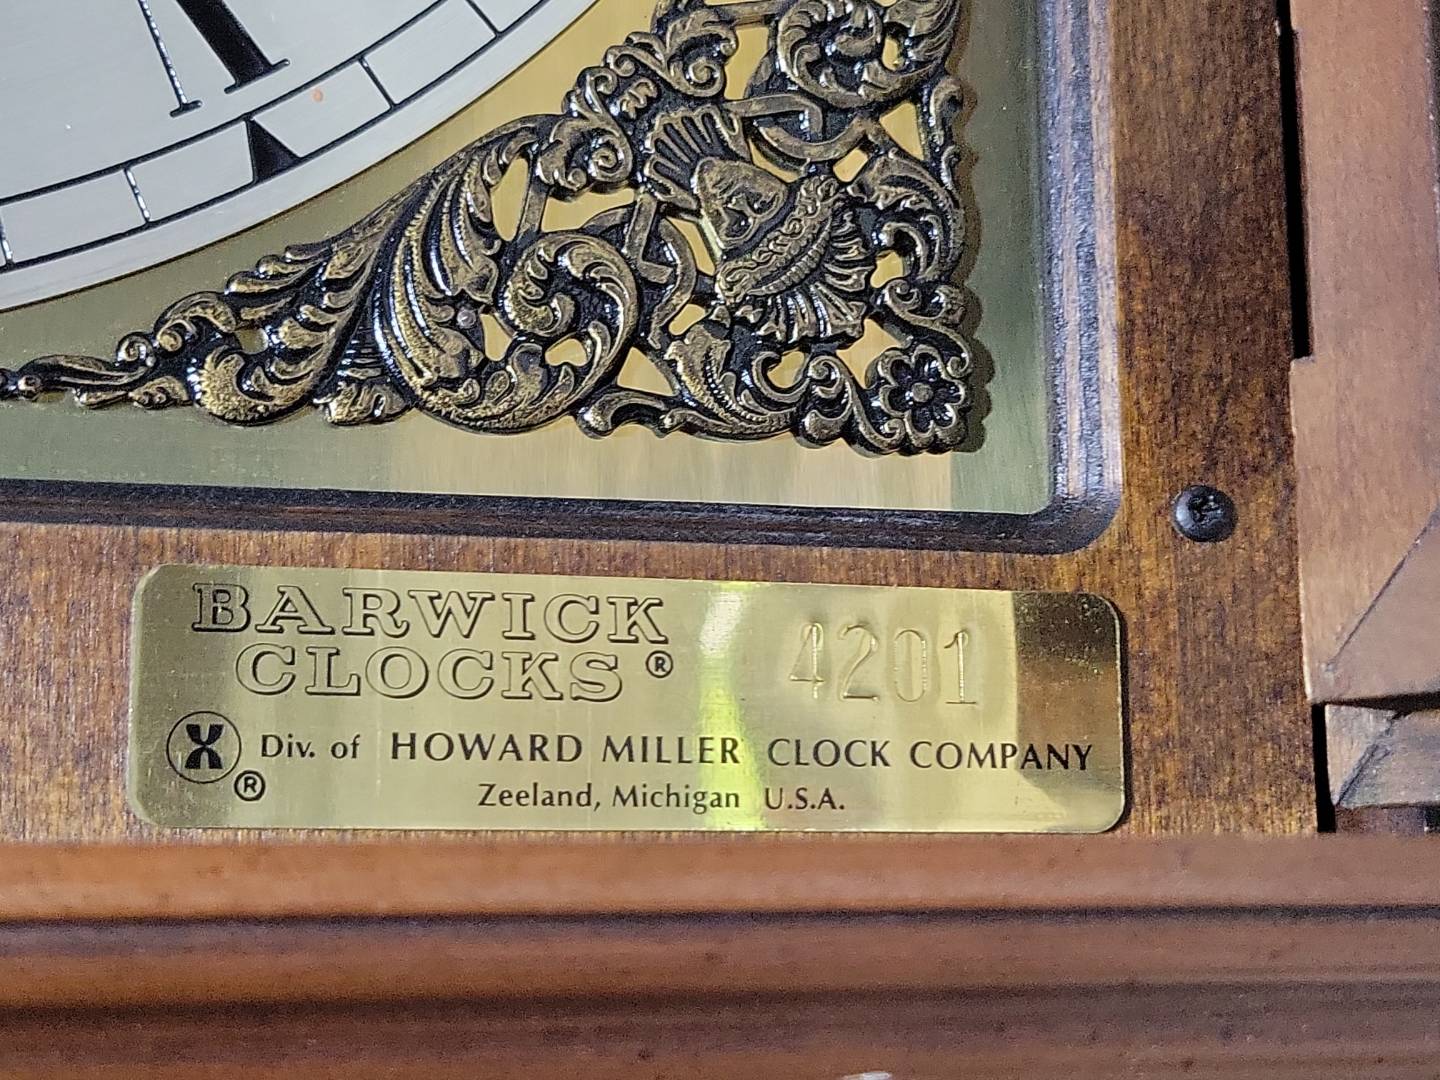 BARWICK
CLOCKS ®
4201
Div. of HOWARD MILLER CLOCK COMPANY
®
Zeeland, Michigan U.S.A.